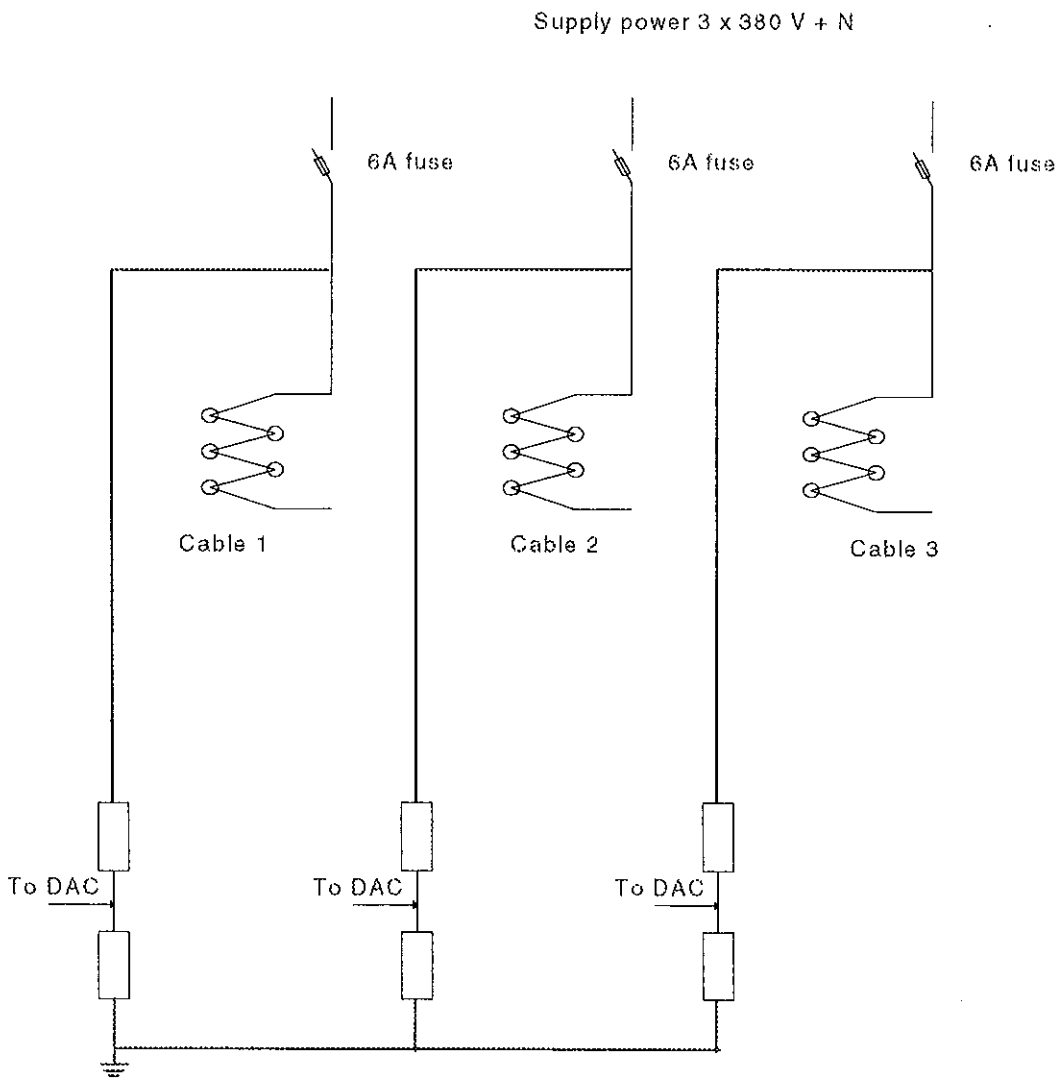 Supply power 3 x 380 V + N
6A fuse
6A fuse
6A fuse
Cable 1
Cable 2
Cable 3
To DAC
To DAC
To DAC